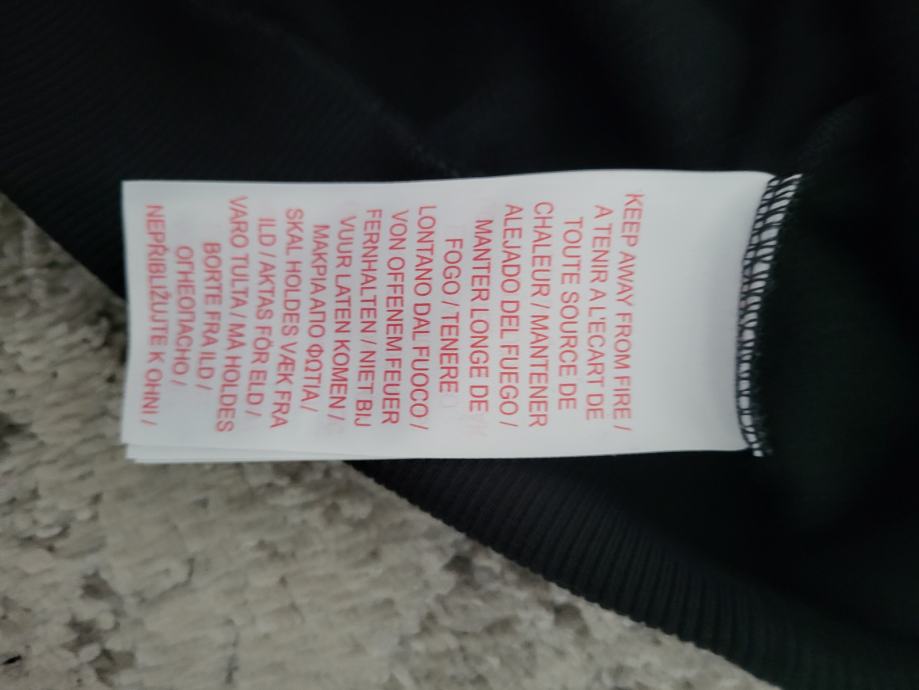 KEEP AWAY FROM FIRE /
A TENIR A L'ECART DE
TOUTE SOURCE DE
CHALEUR / MANTENER
ALEJADO DEL FUEGO /
MANTER LONGE DE
FOGO / TENERE
LONTANO DAL FUOCO /
VON OFFENEM FEUER
FERNHALTEN / NIET BIJ
VUUR LATEN KOMEN /
ΜΑΚΡΙΑ ΑΠΟ ΦΩΤΙΑ /
SKAL HOLDES VÆK FRA
ILD / AKTAS FÖR ELD /
VARO TULTA / MÅ HOLDES
BORTE FRA ILD /
ОГНЕОПАСНО /
NEPŘIBLIŽUJTE K OHNI /